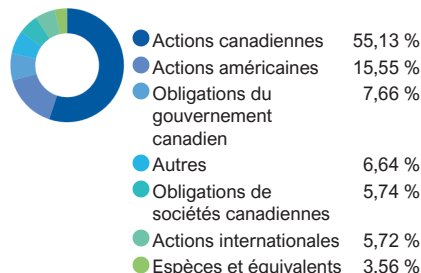 Actions canadiennes 55,13 %
Actions américaines 15,55 %
Obligations du
gouvernement
canadien 7,66 %
Autres 6,64 %
Obligations de
sociétés canadiennes 5,74 %
Actions internationales 5,72 %
Espèces et équivalents 3,56 %